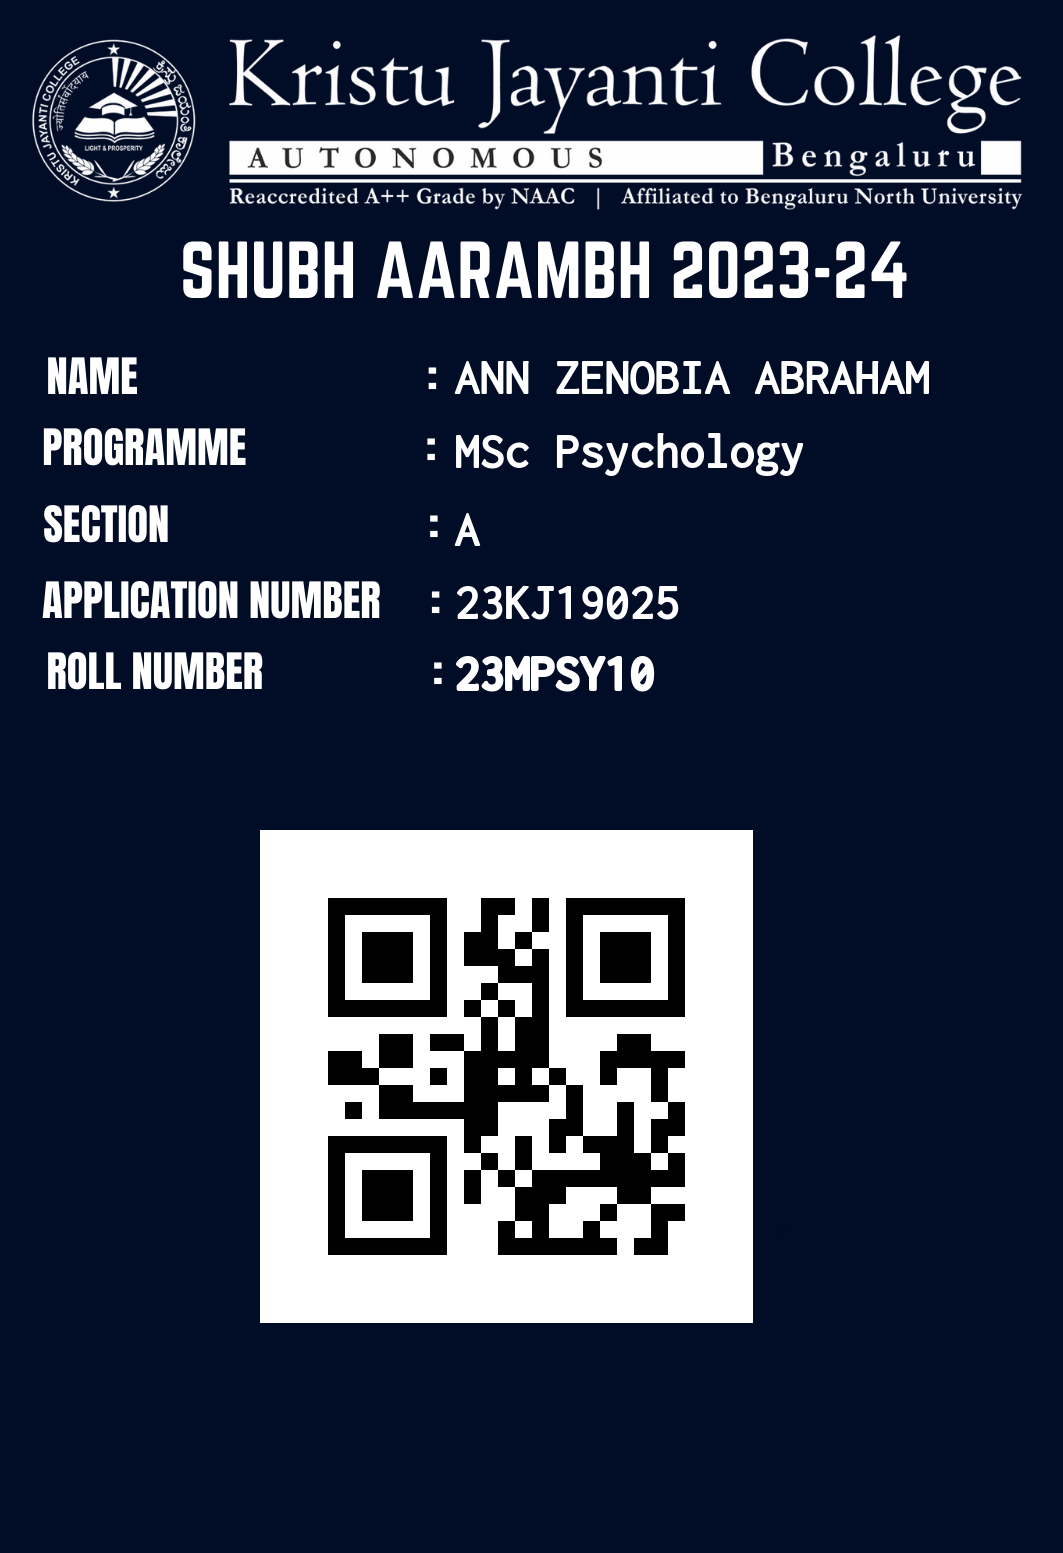 Kristu Jayanti College
AUTONOMOUS Bengaluru
Reaccredited A++ Grade by NAAC | Affiliated to Bengaluru North University
KRISTU JAYANTI COLLEGE
LIGHT & PROSPERITY
SHUBH AARAMBH 2023-24
NAME : ANN ZENOBIA ABRAHAM
PROGRAMME : MSc Psychology
SECTION : A
APPLICATION NUMBER : 23KJ19025
ROLL NUMBER : 23MPSY10